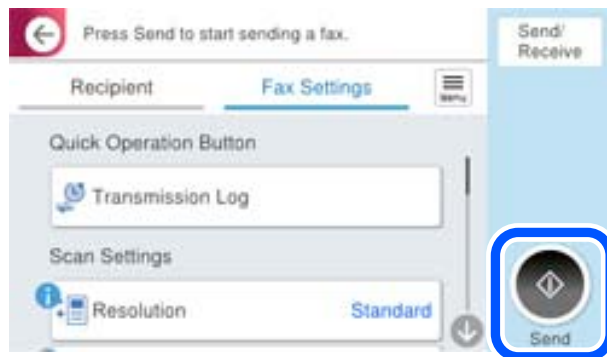 Press Send to start sending a fax.
Send/
Receive
Recipient
Fax Settings
Menu
Quick Operation Button
Transmission Log
Scan Settings
Resolution
Standard
Send